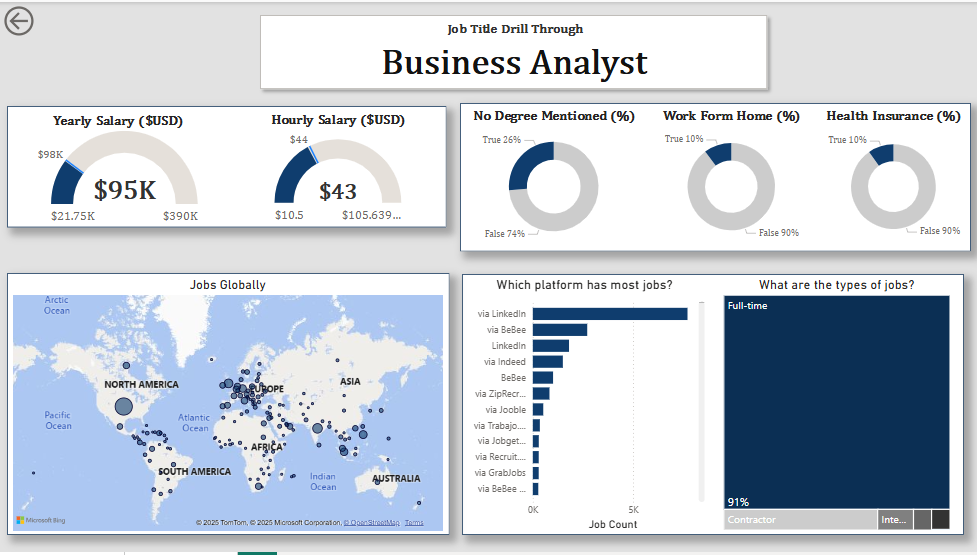 Job Title Drill Through
Business Analyst
Yearly Salary ($USD)
$98K
$95K
$21.75K
$390K
Hourly Salary ($USD)
$44
$43
$10.5
$105.639...
No Degree Mentioned (%)
True 26%
False 74%
Work Form Home (%)
True 10%
False 90%
Health Insurance (%)
True 10%
False 90%
Jobs Globally
Arctic
Ocean
NORTH AMERICA
EUROPE
ASIA
Pacific
Ocean
Atlantic
Ocean
AFRICA
SOUTH AMERICA
Indian
Ocean
AUSTRALIA
Microsoft Bing
© 2025 TomTom, © 2025 Microsoft Corporation, © OpenStreetMap Terms
Which platform has most jobs?
via LinkedIn
via BeBee
LinkedIn
via Indeed
BeBee
via ZipRecr...
via Jooble
via Trabajo....
via Jobget...
via Recruit....
via GrabJobs
via BeBee ...
0K
5K
Job Count
What are the types of jobs?
Full-time
91%
Contractor
Inte...